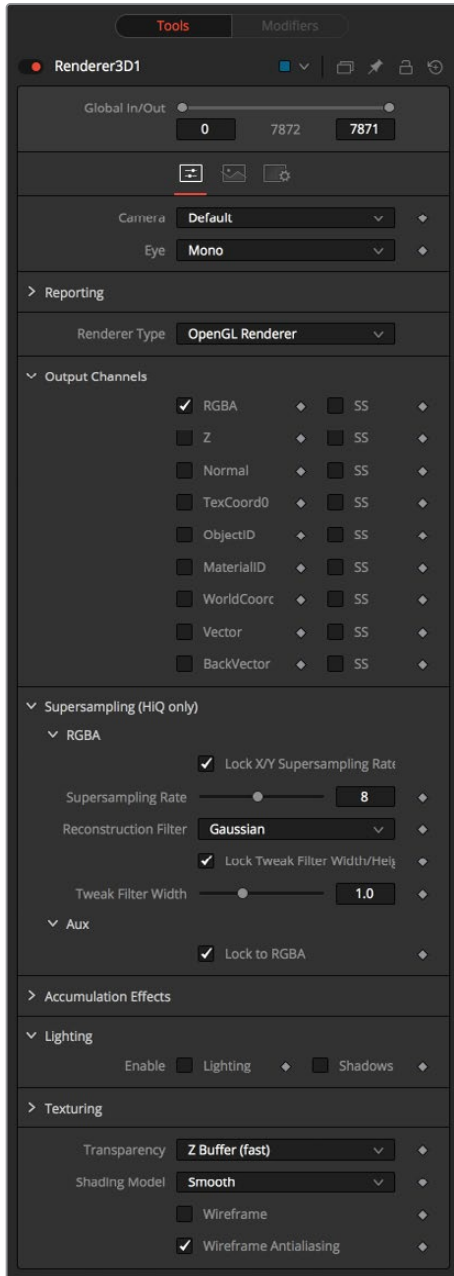 Tools Modifiers
Renderer3D1
Global In/Out
0 7872 7871
Camera Default
Eye Mono
Reporting
Renderer Type OpenGL Renderer
Output Channels
RGBA SS
Z SS
Normal SS
TexCoord0 SS
ObjectID SS
MaterialID SS
WorldCoorc SS
Vector SS
BackVector SS
Supersampling (HiQ only)
RGBA
Lock X/Y Supersampling Rate
Supersampling Rate 8
Reconstruction Filter Gaussian
Lock Tweak Filter Width/Heig
Tweak Filter Width 1.0
Aux
Lock to RGBA
Accumulation Effects
Lighting
Enable Lighting Shadows
Texturing
Transparency Z Buffer (fast)
Shading Model Smooth
Wireframe
Wireframe Antialiasing